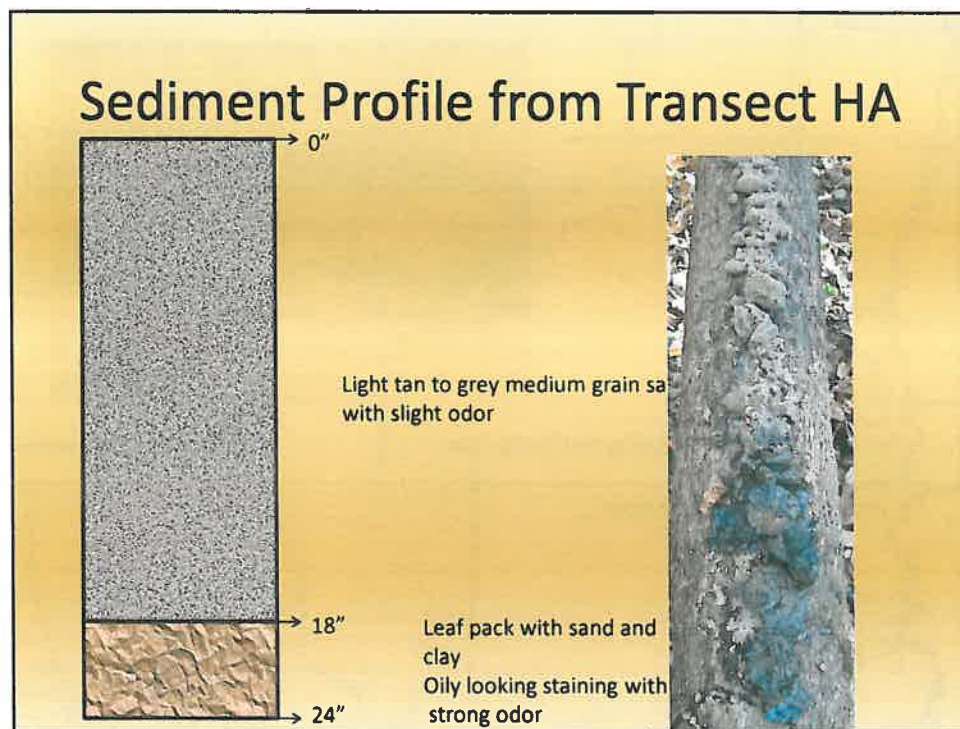 Sediment Profile from Transect HA
0"
Light tan to grey medium grain sa
with slight odor
18"
Leaf pack with sand and
clay
Oily looking staining with
strong odor
24"